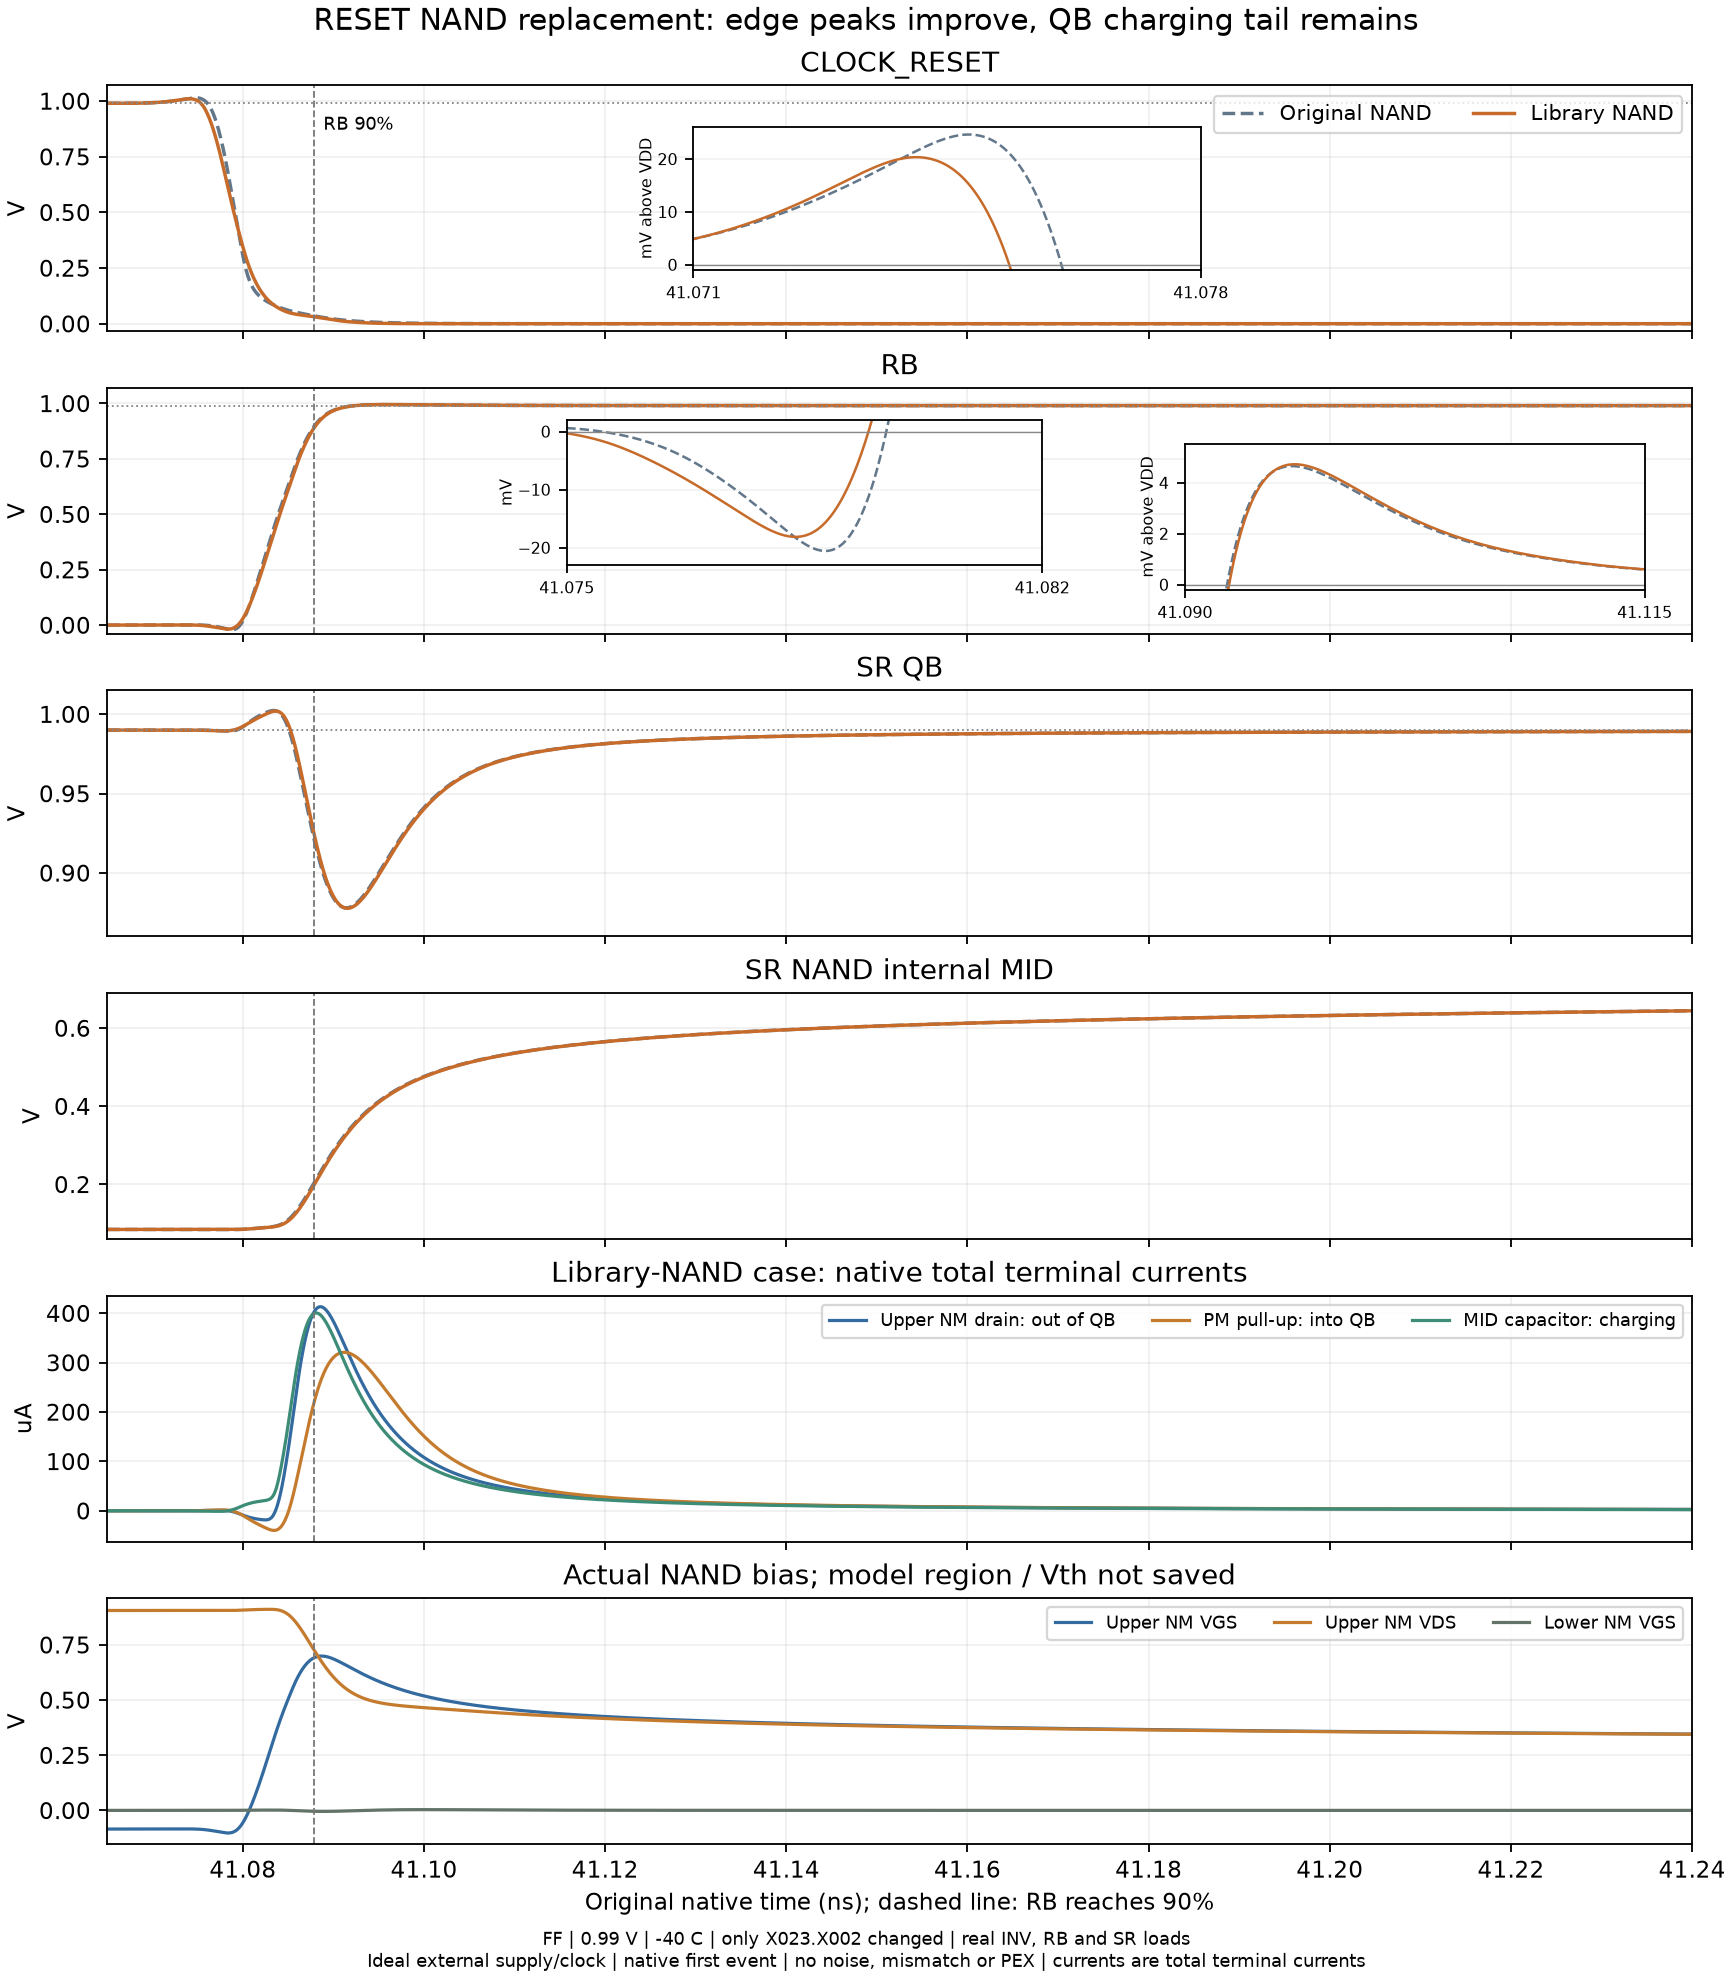 RESET NAND replacement: edge peaks improve, QB charging tail remains
CLOCK_RESET
1.00
0.75
0.50
0.25
0.00
V
RB 90%
Original NAND
Library NAND
mV above VDD
20
10
0
41.071
41.078
RB
1.00
0.75
0.50
0.25
0.00
V
mV
0
−10
−20
41.075
41.082
mV above VDD
4
2
0
41.090
41.115
SR QB
1.00
0.95
0.90
V
SR NAND internal MID
0.6
0.4
0.2
V
Library-NAND case: native total terminal currents
400
300
200
100
0
uA
Upper NM drain: out of QB
PM pull-up: into QB
MID capacitor: charging
Actual NAND bias; model region / Vth not saved
0.75
0.50
0.25
0.00
V
Upper NM VGS
Upper NM VDS
Lower NM VGS
41.08
41.10
41.12
41.14
41.16
41.18
41.20
41.22
41.24
Original native time (ns); dashed line: RB reaches 90%
FF | 0.99 V | -40 C | only X023.X002 changed | real INV, RB and SR loads
Ideal external supply/clock | native first event | no noise, mismatch or PEX | currents are total terminal currents